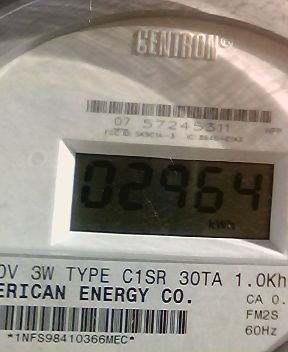 CENTRON
07 57245311
02964
kWh
0V 3W TYPE C1SR 30TA 1.0Kh
ERICAN ENERGY CO.
CA 0.
FM2S
60Hz
*1NFS98410366MEC*